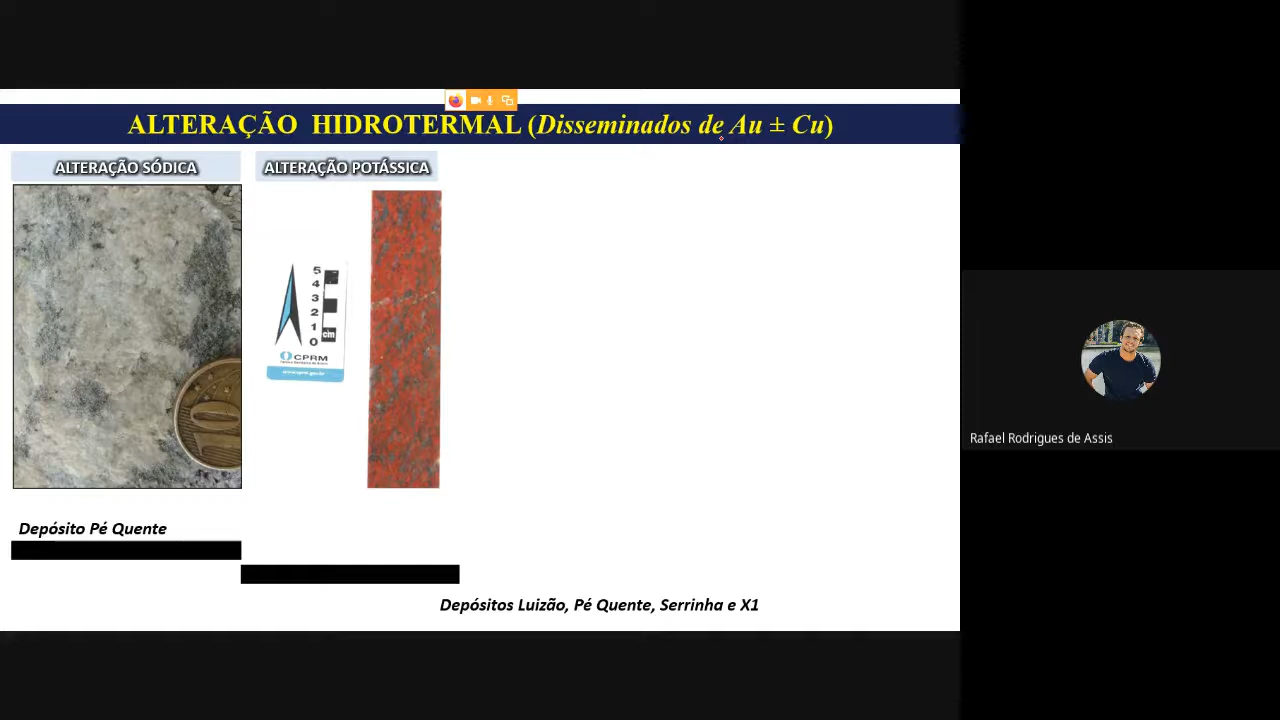 ALTERAÇÃO HIDROTERMAL (Disseminados de Au ± Cu)
ALTERAÇÃO SÓDICA
ALTERAÇÃO POTÁSSICA
5
4
3
2
1
0
cm
CPRM
10
Rafael Rodrigues de Assis
Depósito Pé Quente
Depósitos Luizão, Pé Quente, Serrinha e X1